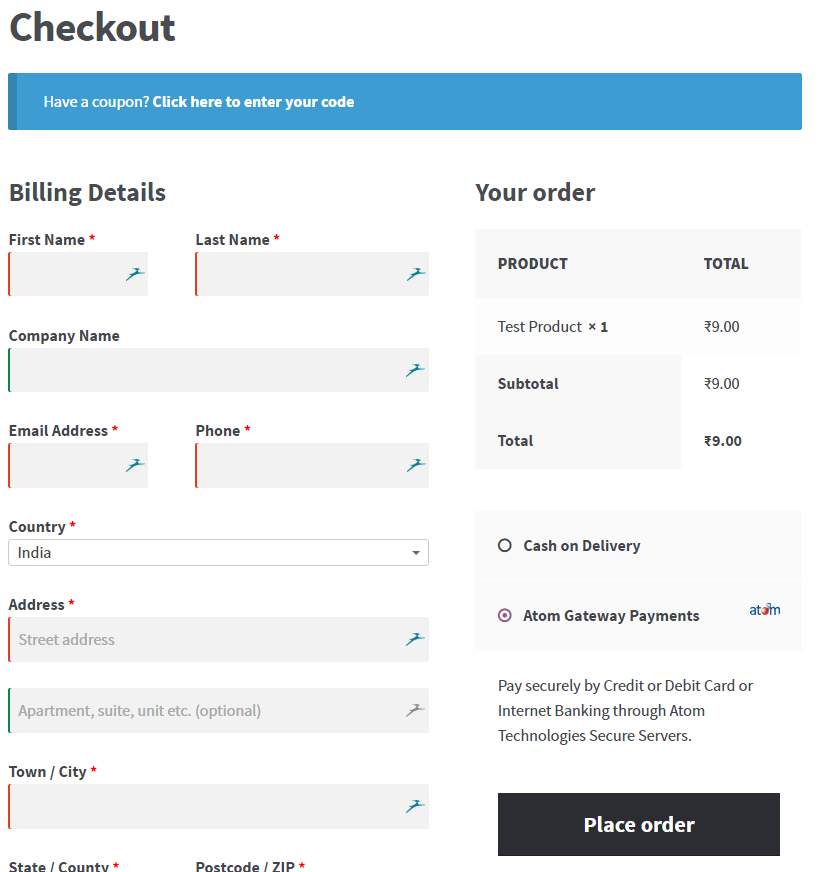 Checkout
Have a coupon? Click here to enter your code
Billing Details
First Name *
Last Name *
Company Name
Email Address *
Phone *
Country *
India
Address *
Street address
Apartment, suite, unit etc. (optional)
Town / City *
State / County *
Postcode / ZIP *
Your order
PRODUCT TOTAL
Test Product × 1 ₹9.00
Subtotal ₹9.00
Total ₹9.00
Cash on Delivery
Atom Gateway Payments atom
Pay securely by Credit or Debit Card or
Internet Banking through Atom
Technologies Secure Servers.
Place order